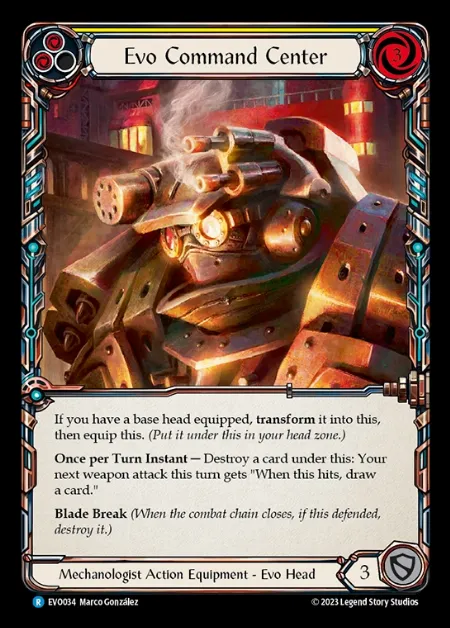 Evo Command Center
3
If you have a base head equipped, transform it into this,
then equip this. (Put it under this in your head zone.)
Once per Turn Instant — Destroy a card under this: Your
next weapon attack this turn gets "When this hits, draw
a card."
Blade Break (When the combat chain closes, if this defended,
destroy it.)
Mechanologist Action Equipment - Evo Head
3
R EVO034 Marco González
© 2023 Legend Story Studios